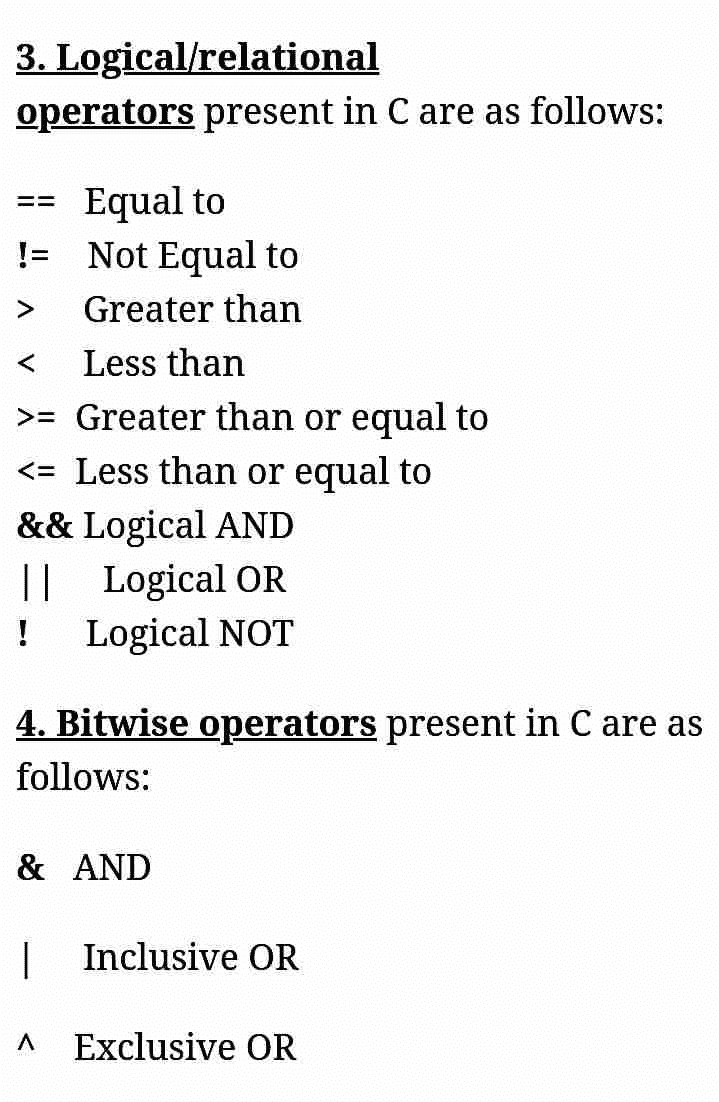 3. Logical/relational
operators present in C are as follows:
== Equal to
!= Not Equal to
> Greater than
< Less than
>= Greater than or equal to
<= Less than or equal to
&& Logical AND
|| Logical OR
! Logical NOT
4. Bitwise operators present in C are as
follows:
& AND
| Inclusive OR
^ Exclusive OR